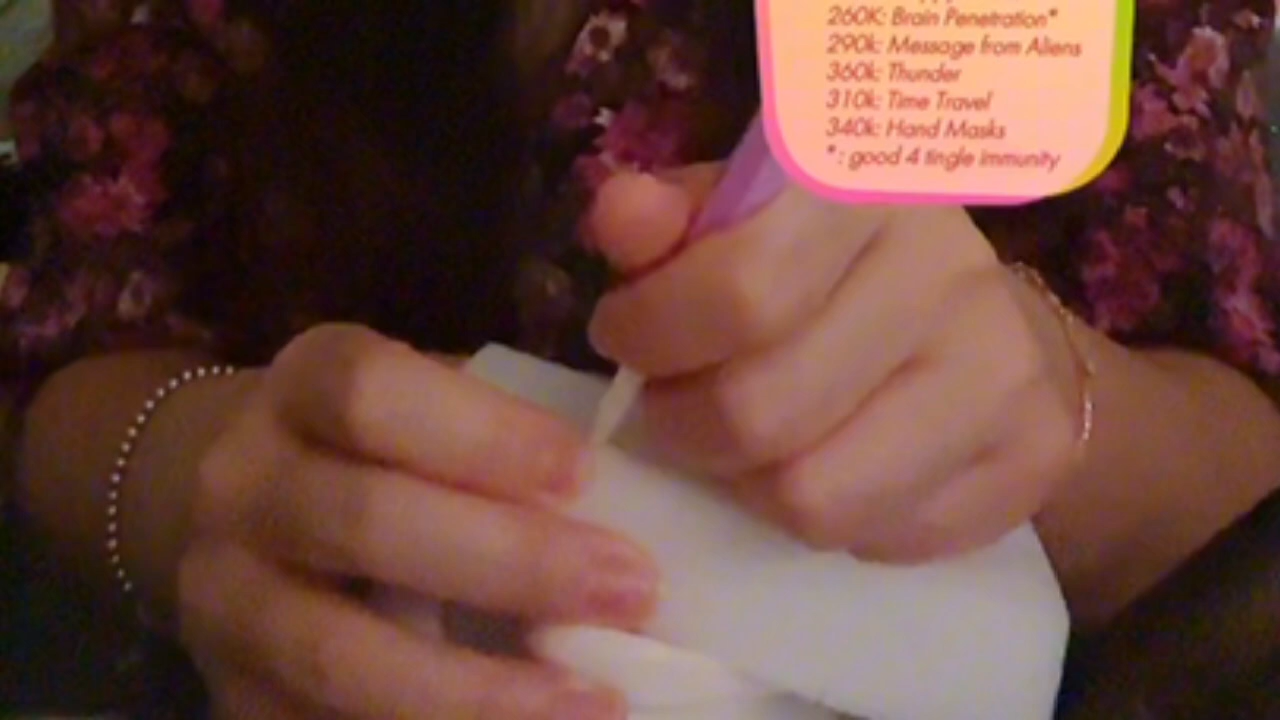 260K: Brain Penetration*
290k: Message from Aliens
360k: Thunder
310k: Time Travel
340k: Hand Masks
*: good 4 tingle immunity